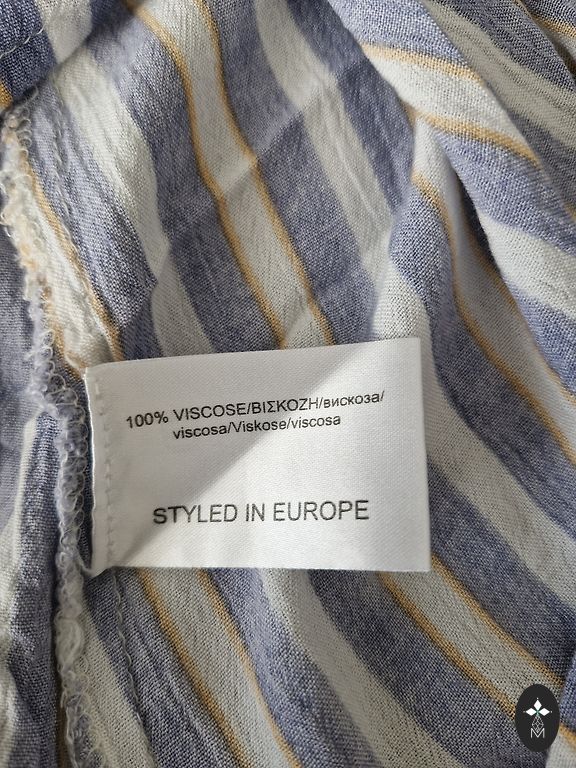 100% VISCOSE/ΒΙΣΚΟΖΗ/вискоза/
viscosa/Viskose/viscosa
STYLED IN EUROPE
M